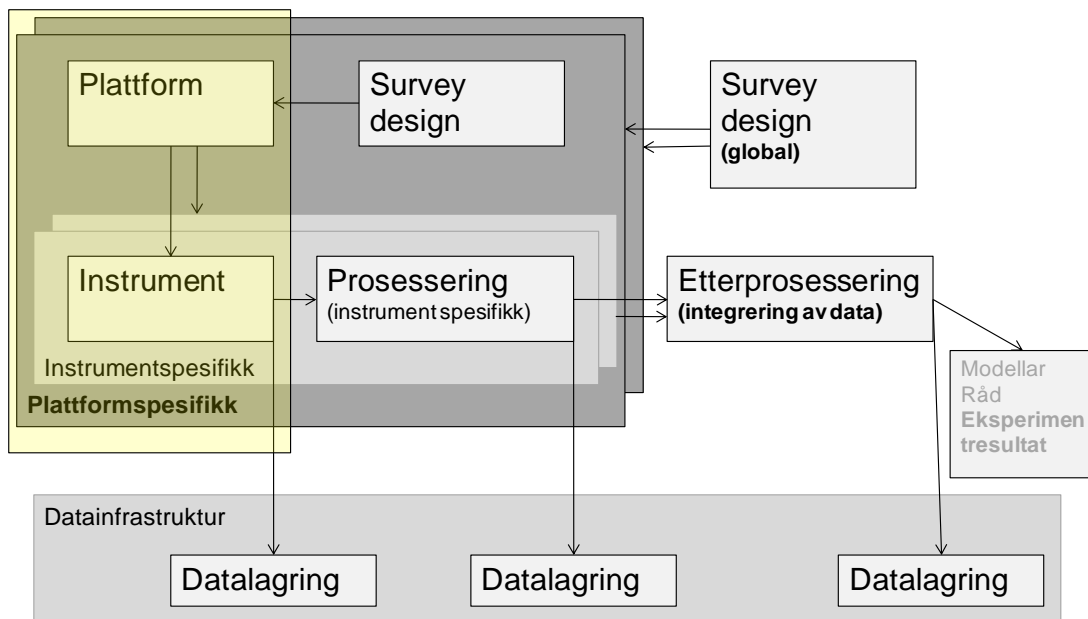 Plattform
Survey
design
Survey
design
(global)
Instrument
Prosessering
(instrument spesifikk)
Etterprosessering
(integrering av data)
Instrumentspesifikk
Plattformspesifikk
Modellar
Råd
Eksperimen
tresultat
Datainfrastruktur
Datalagring
Datalagring
Datalagring